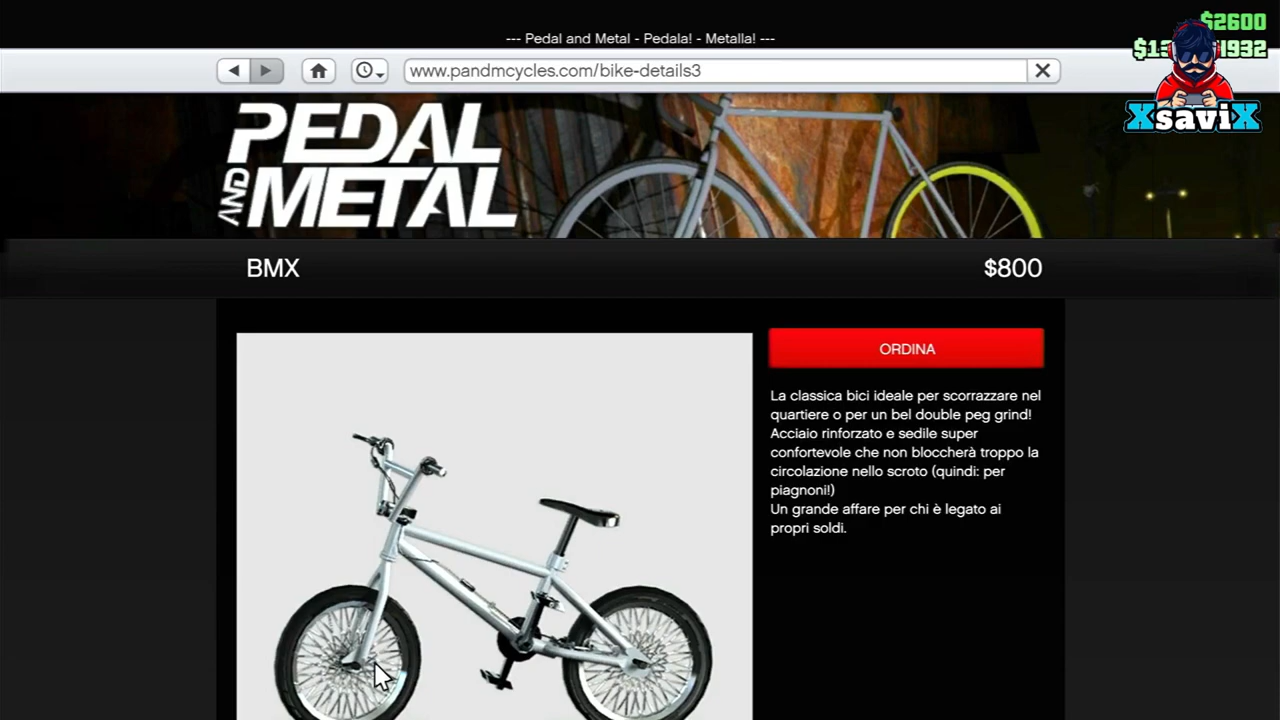 $2600
--- Pedal and Metal - Pedala! - Metalla! ---
www.pandmcycles.com/bike-details3
XsaviX
PEDAL
AND METAL
BMX
$800
ORDINA
La classica bici ideale per scorrazzare nel
quartiere o per un bel double peg grind!
Acciaio rinforzato e sedile super
confortevole che non bloccherà troppo la
circolazione nello scroto (quindi: per
piagnoni!)
Un grande affare per chi è legato ai
propri soldi.